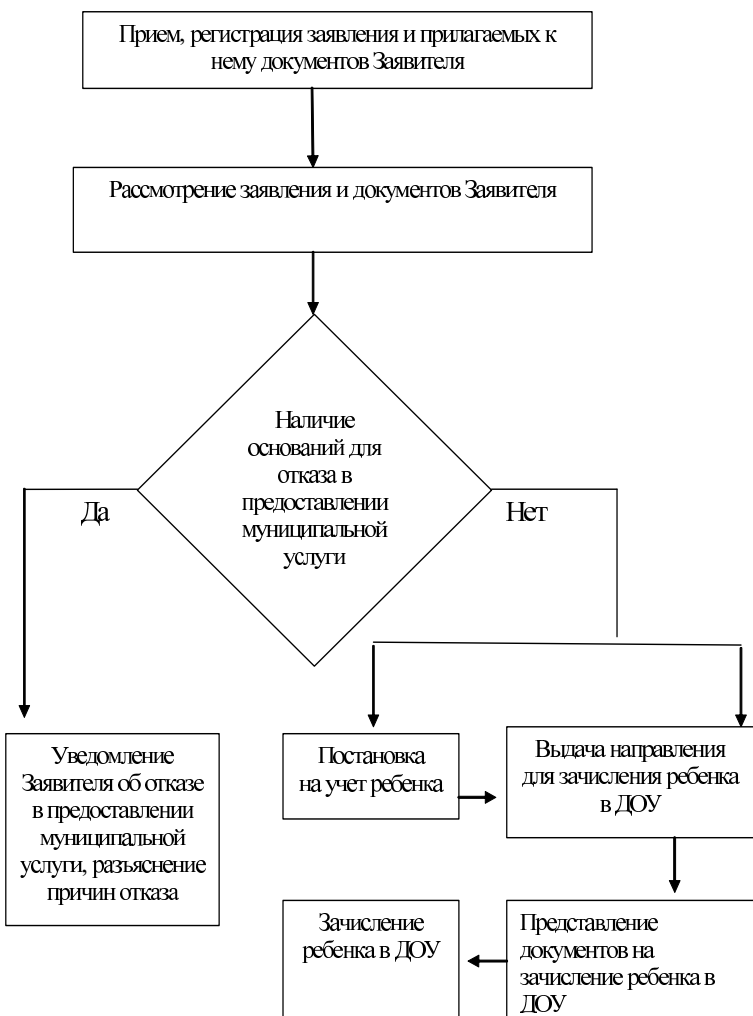 Прием, регистрация заявления и прилагаемых к
нему документов Заявителя
Рассмотрение заявления и документов Заявителя
Наличие
оснований для
отказа в
предоставлении
муниципальной
услуги
Да
Нет
Уведомление
Заявителя об отказе
в предоставлении
муниципальной
услуги, разъяснение
причин отказа
Постановка
на учет ребенка
Выдача направления
для зачисления ребенка
в ДОУ
Зачисление
ребенка в ДОУ
Представление
документов на
зачисление ребенка в
ДОУ